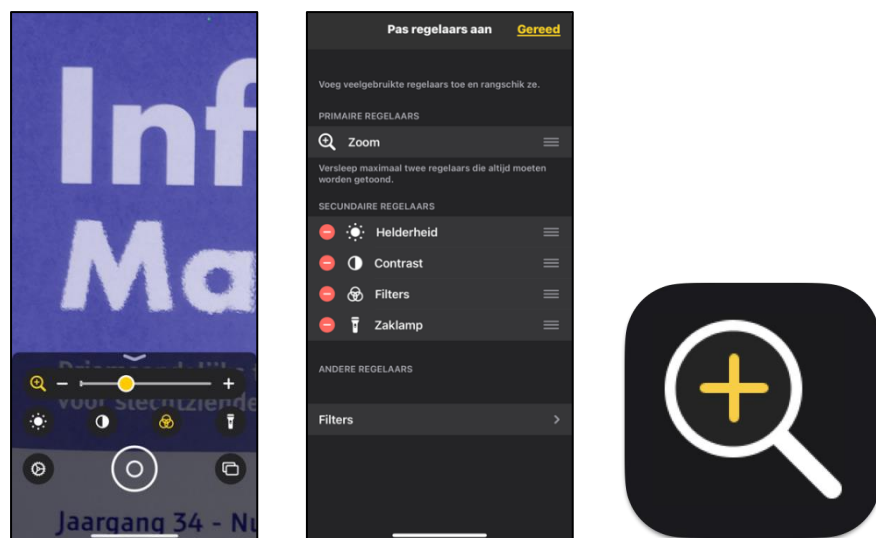 Inf
Ma
Driemaandelijks
voor slechtziende
Jaargang 34 - Nu
Pas regelaars aan
Gereed
Voeg veelgebruikte regelaars toe en rangschik ze.
PRIMAIRE REGELAARS
Zoom
Versleep maximaal twee regelaars die altijd moeten
worden getoond.
SECUNDAIRE REGELAARS
Helderheid
Contrast
Filters
Zaklamp
ANDERE REGELAARS
Filters